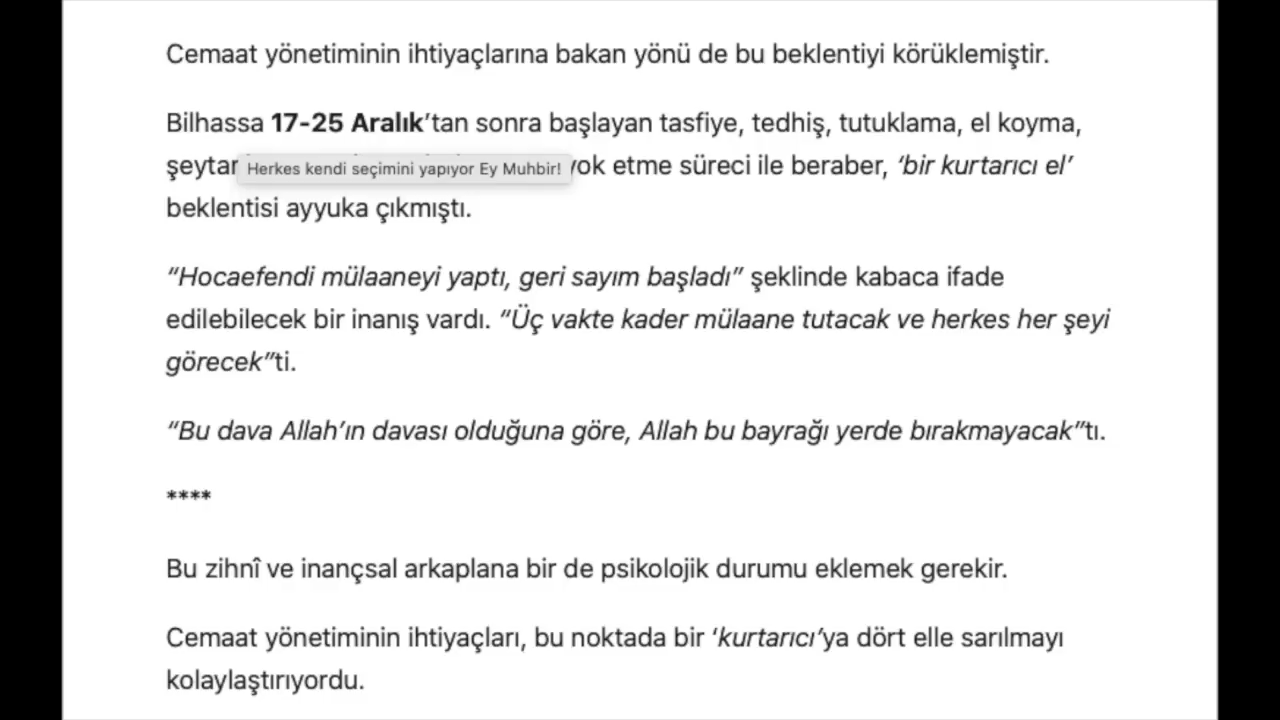 Cemaat yönetiminin ihtiyaçlarına bakan yönü de bu beklentiyi körüklemiştir.
Bilhassa 17-25 Aralık’tan sonra başlayan tasfiye, tedhiş, tutuklama, el koyma,
Herkes kendi seçimini yapıyor Ey Muhbir!
yok etme süreci ile beraber, ‘bir kurtarıcı el’
beklentisi ayyuka çıkmıştı.
“Hocaefendi mülaaneyi yaptı, geri sayım başladı” şeklinde kabaca ifade
edilebilecek bir inanış vardı. “Üç vakte kader mülaane tutacak ve herkes her şeyi
görecek”ti.
“Bu dava Allah’ın davası olduğuna göre, Allah bu bayrağı yerde bırakmayacak”tı.
****
Bu zihnî ve inançsal arkaplana bir de psikolojik durumu eklemek gerekir.
Cemaat yönetiminin ihtiyaçları, bu noktada bir ‘kurtarıcı’ya dört elle sarılmayı
kolaylaştırıyordu.